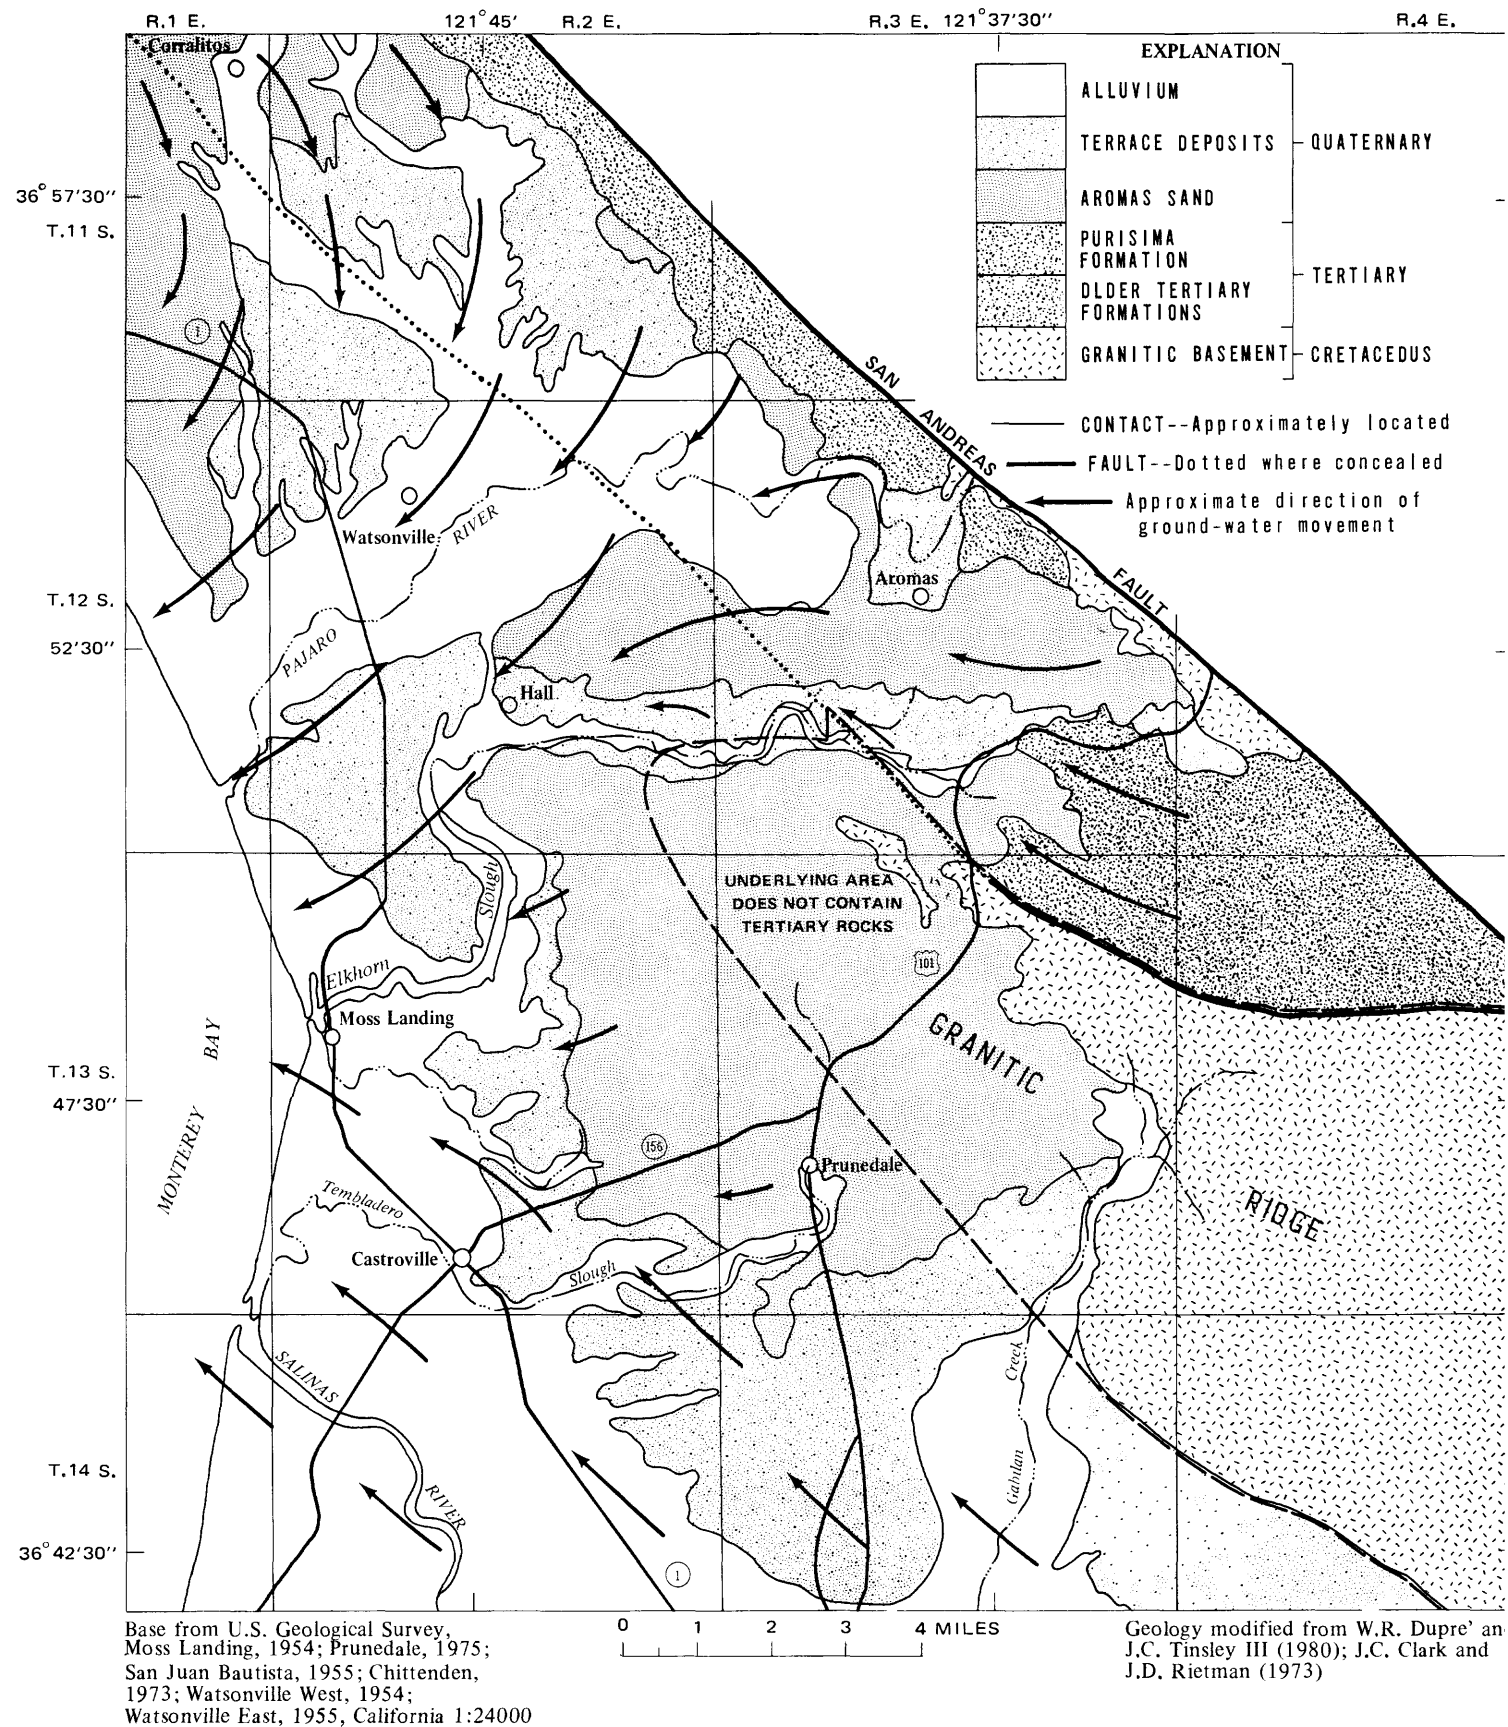 R.1 E.
121°45'
R.2 E.
R.3 E.
121°37'30"
R.4 E.
Corralitos
EXPLANATION
ALLUVIUM
TERRACE DEPOSITS
QUATERNARY
AROMAS SAND
PURISIMA
FORMATION
TERTIARY
DLDER TERTIARY
FORMATIONS
GRANITIC BASEMENT
CRETACEDUS
CONTACT--Approximately located
FAULT--Dotted where concealed
Approximate direction of
ground-water movement
36°57'30"
T.11 S.
1
SAN
ANDREAS
FAULT
Watsonville
RIVER
Aromas
T.12 S.
52'30"
PAJARO
Hall
UNDERLYING AREA
DOES NOT CONTAIN
TERTIARY ROCKS
Slough
101
Elkhorn
Moss Landing
BAY
GRANITIC
T.13 S.
47'30"
MONTEREY
156
Prunedale
RIDGE
Tembladero
Castroville
Slough
SALINAS
Creek
T.14 S.
Gabilan
RIVER
36°42'30"
1
Base from U.S. Geological Survey,
Moss Landing, 1954; Prunedale, 1975;
San Juan Bautista, 1955; Chittenden,
1973; Watsonville West, 1954;
Watsonville East, 1955, California 1:24000
0 1 2 3 4 MILES
Geology modified from W.R. Dupre' an
J.C. Tinsley III (1980); J.C. Clark and
J.D. Rietman (1973)